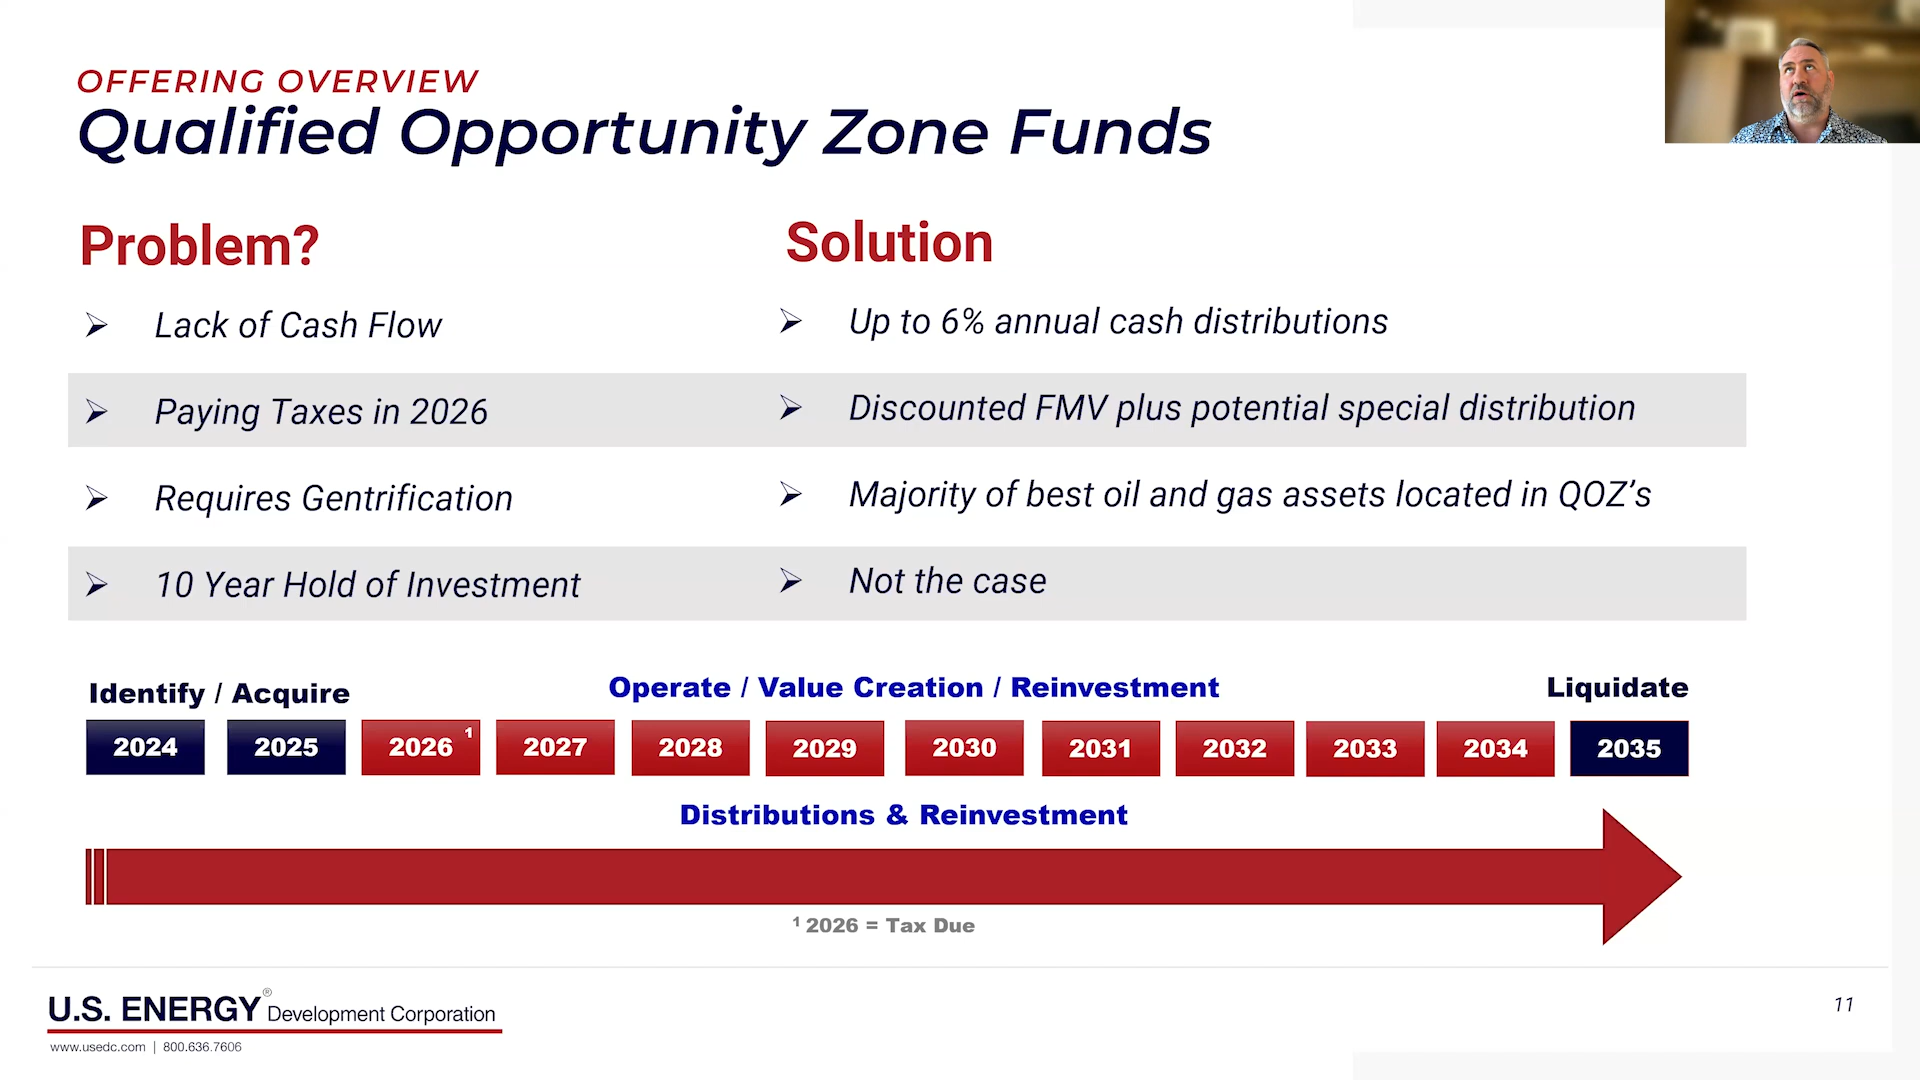 OFFERING OVERVIEW
Qualified Opportunity Zone Funds
Problem?
Lack of Cash Flow
Paying Taxes in 2026
Requires Gentrification
10 Year Hold of Investment
Solution
Up to 6% annual cash distributions
Discounted FMV plus potential special distribution
Majority of best oil and gas assets located in QOZ’s
Not the case
Identify / Acquire
Operate / Value Creation / Reinvestment
Liquidate
2024 2025 2026 ¹ 2027 2028 2029 2030 2031 2032 2033 2034 2035
Distributions & Reinvestment
¹ 2026 = Tax Due
U.S. ENERGY® Development Corporation
www.usedc.com | 800.636.7606
11